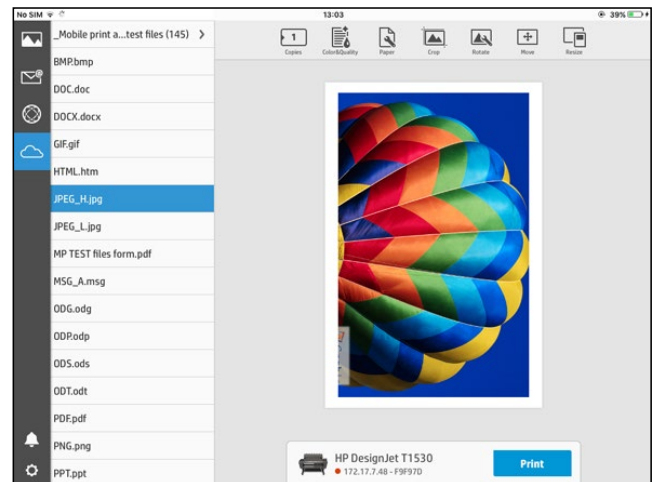 No SIM
13:03
39%
_Mobile print a...test files (145) >
BMP.bmp
DOC.doc
DOCX.docx
GIF.gif
HTML.htm
JPEG_H.jpg
JPEG_L.jpg
MP TEST files form.pdf
MSG_A.msg
ODG.odg
ODP.odp
ODS.ods
ODT.odt
PDF.pdf
PNG.png
PPT.ppt
1
Copies
Color&Quality
Paper
Crop
Rotate
Move
Resize
HP DesignJet T1530
172.17.7.48 - F9F97D
Print